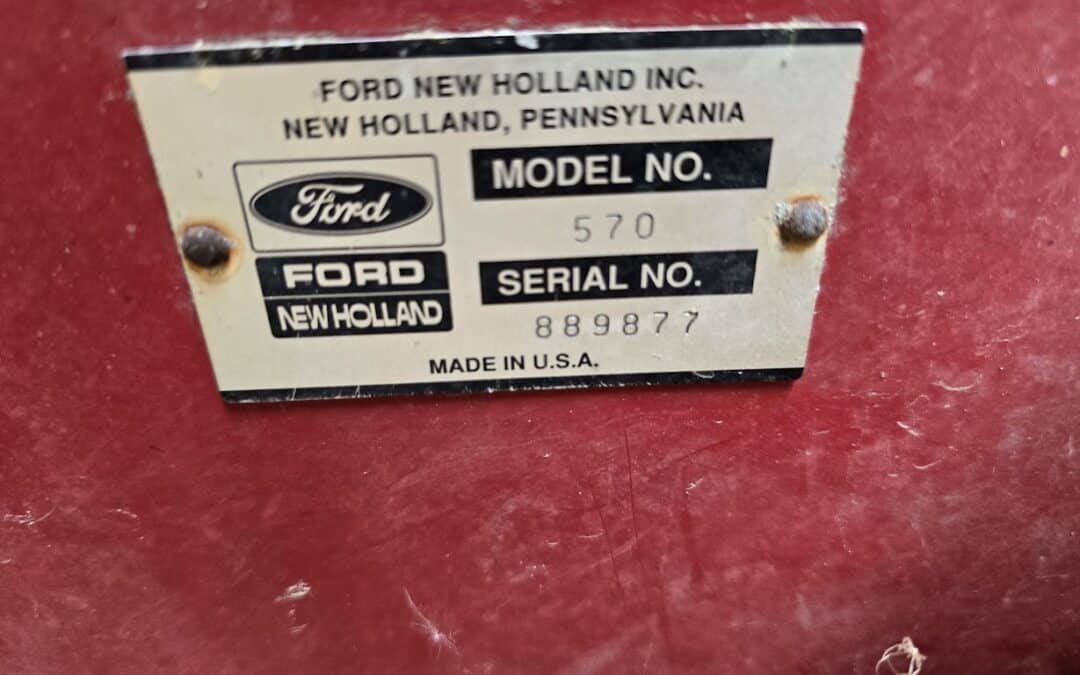 FORD NEW HOLLAND INC.
NEW HOLLAND, PENNSYLVANIA
Ford
FORD
NEW HOLLAND
MODEL NO.
570
SERIAL NO.
889877
MADE IN U.S.A.